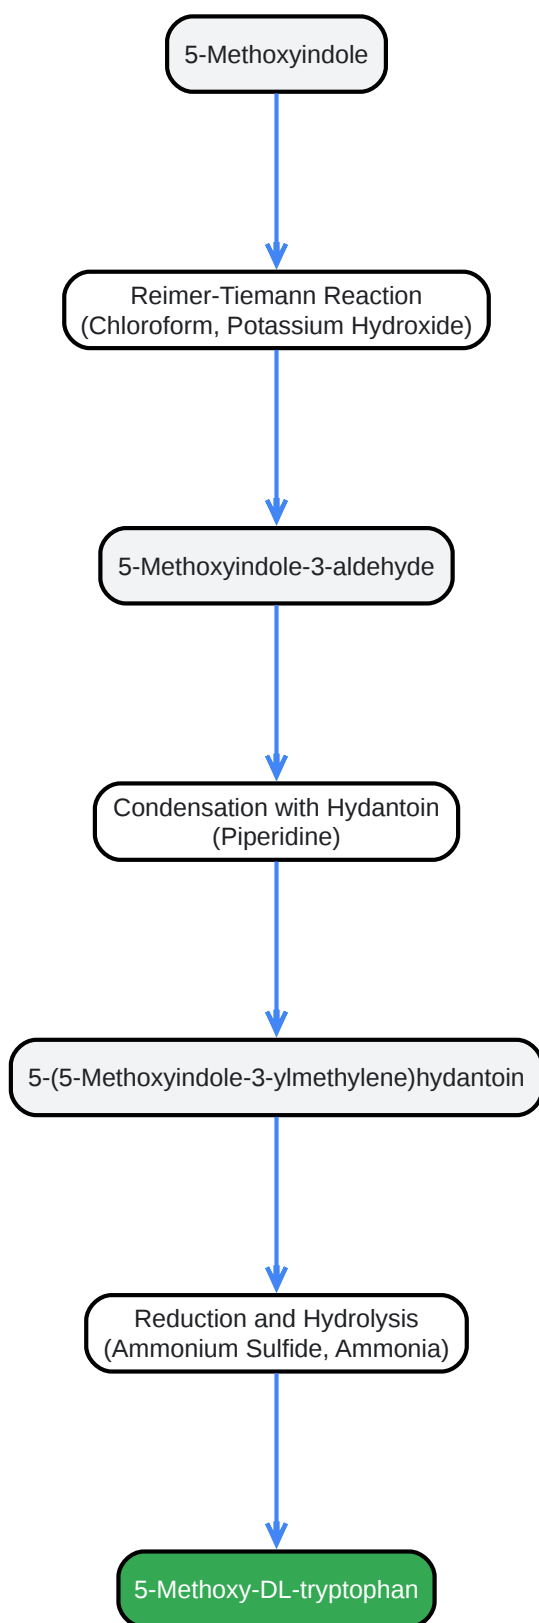 5-Methoxyindole
Reimer-Tiemann Reaction
(Chloroform, Potassium Hydroxide)
5-Methoxyindole-3-aldehyde
Condensation with Hydantoin
(Piperidine)
5-(5-Methoxyindole-3-ylmethylene)hydantoin
Reduction and Hydrolysis
(Ammonium Sulfide, Ammonia)
5-Methoxy-DL-tryptophan